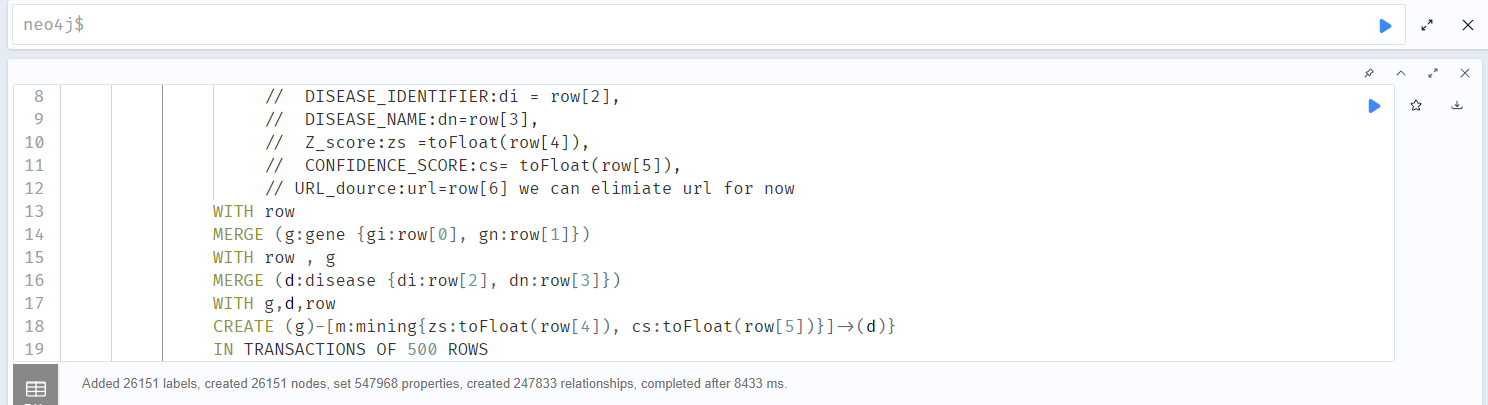 neo4j$
8 // DISEASE_IDENTIFIER:di = row[2],
9 // DISEASE_NAME:dn=row[3],
10 // Z_score:zs =toFloat(row[4]),
11 // CONFIDENCE_SCORE:cs= toFloat(row[5]),
12 // URL_dource:url=row[6] we can elimiate url for now
13 WITH row
14 MERGE (g:gene {gi:row[0], gn:row[1]})
15 WITH row , g
16 MERGE (d:disease {di:row[2], dn:row[3]})
17 WITH g,d,row
18 CREATE (g)-[m:mining{zs:toFloat(row[4]), cs:toFloat(row[5])}]->(d)}
19 IN TRANSACTIONS OF 500 ROWS
Added 26151 labels, created 26151 nodes, set 547968 properties, created 247833 relationships, completed after 8433 ms.